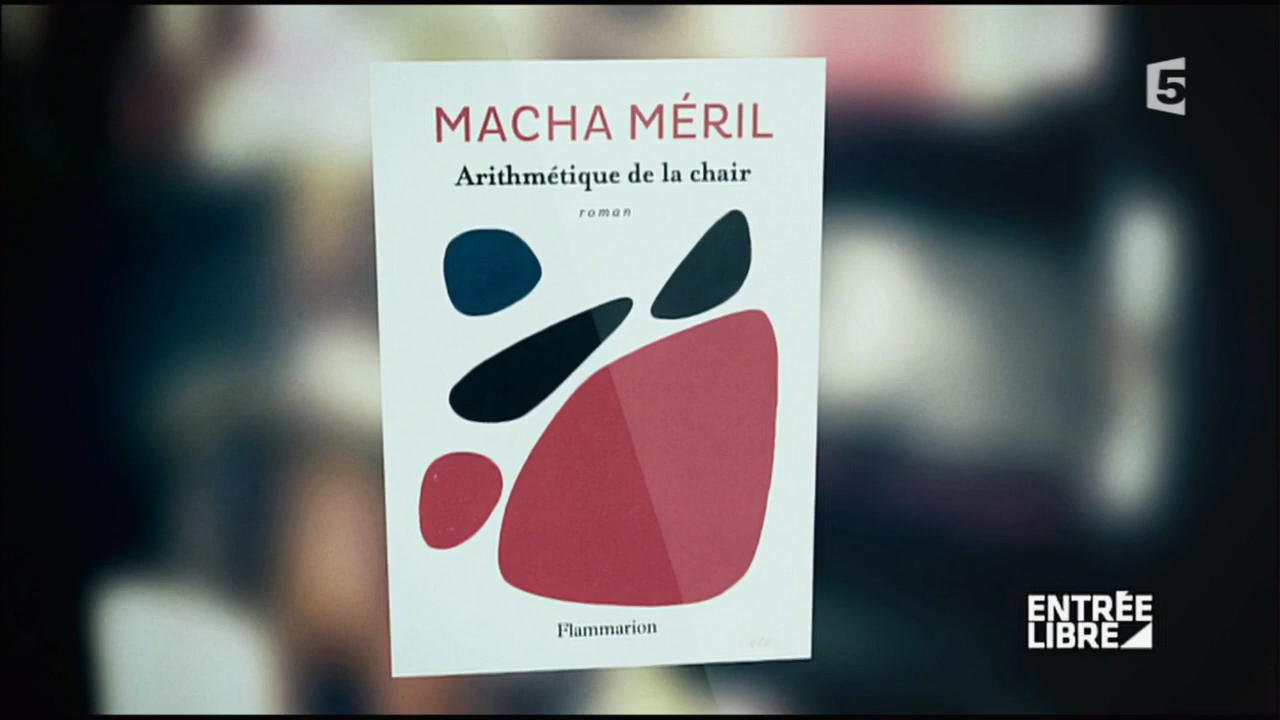 5
MACHA MÉRIL
Arithmétique de la chair
roman
Flammarion
ENTRÉE
LIBRE